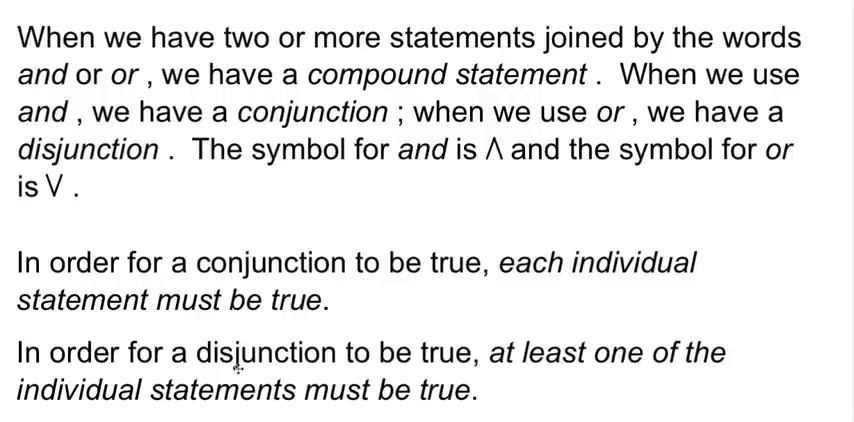 When we have two or more statements joined by the words
and or or , we have a compound statement .  When we use
and , we have a conjunction ; when we use or , we have a
disjunction .  The symbol for and is Λ and the symbol for or
is V .
In order for a conjunction to be true, each individual
statement must be true.
In order for a disjunction to be true, at least one of the
individual statements must be true.